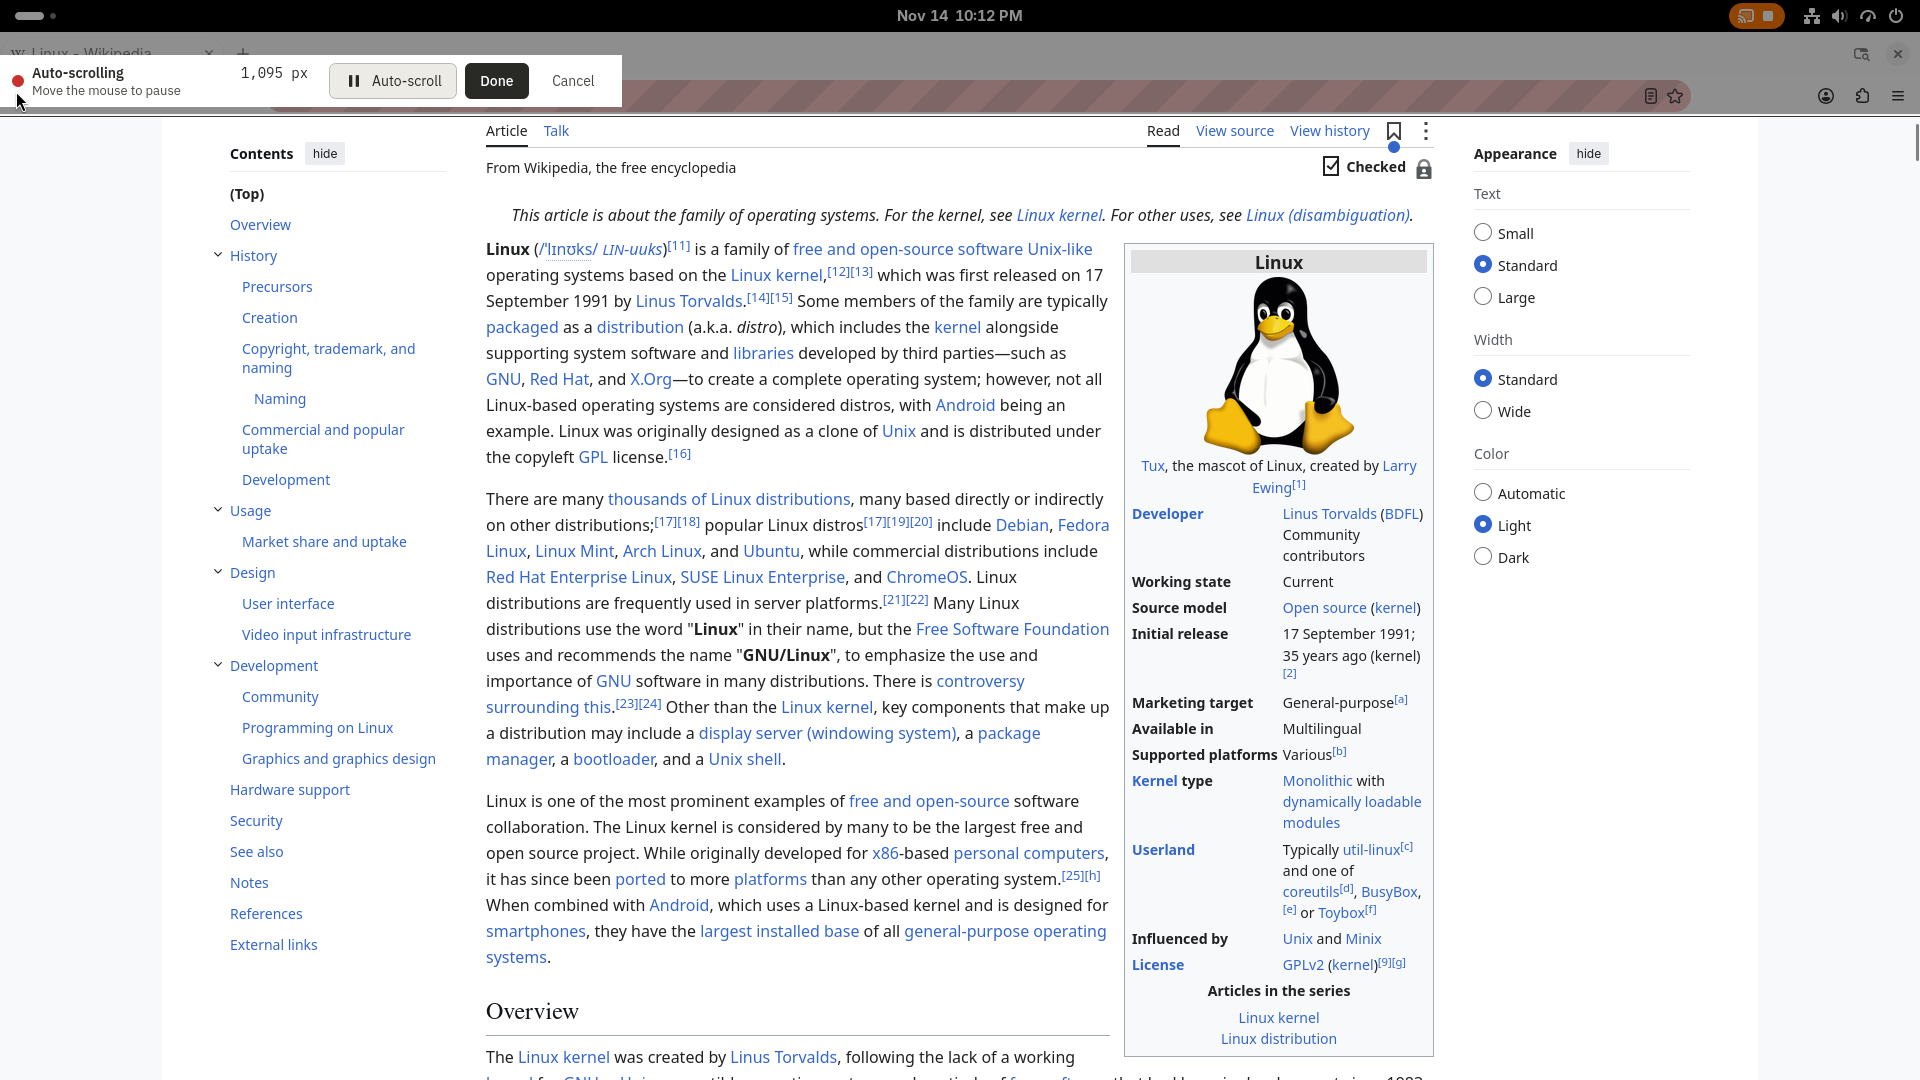 Nov 14 10:12 PM
Linux - Wikipedia
Auto-scrolling
Move the mouse to pause
1,095 px
Auto-scroll
Done
Cancel
Contents
hide
(Top)
Overview
History
Precursors
Creation
Copyright, trademark, and
naming
Naming
Commercial and popular
uptake
Development
Usage
Market share and uptake
Design
User interface
Video input infrastructure
Development
Community
Programming on Linux
Graphics and graphics design
Hardware support
Security
See also
Notes
References
External links
Article
Talk
Read
View source
View history
From Wikipedia, the free encyclopedia
Checked
This article is about the family of operating systems. For the kernel, see Linux kernel. For other uses, see Linux (disambiguation).
Linux (/ˈlɪnʊks/ LIN-uuks)[11] is a family of free and open-source software Unix-like
operating systems based on the Linux kernel,[12][13] which was first released on 17
September 1991 by Linus Torvalds.[14][15] Some members of the family are typically
packaged as a distribution (a.k.a. distro), which includes the kernel alongside
supporting system software and libraries developed by third parties—such as
GNU, Red Hat, and X.Org—to create a complete operating system; however, not all
Linux-based operating systems are considered distros, with Android being an
example. Linux was originally designed as a clone of Unix and is distributed under
the copyleft GPL license.[16]
There are many thousands of Linux distributions, many based directly or indirectly
on other distributions;[17][18] popular Linux distros[17][19][20] include Debian, Fedora
Linux, Linux Mint, Arch Linux, and Ubuntu, while commercial distributions include
Red Hat Enterprise Linux, SUSE Linux Enterprise, and ChromeOS. Linux
distributions are frequently used in server platforms.[21][22] Many Linux
distributions use the word "Linux" in their name, but the Free Software Foundation
uses and recommends the name "GNU/Linux", to emphasize the use and
importance of GNU software in many distributions. There is controversy
surrounding this.[23][24] Other than the Linux kernel, key components that make up
a distribution may include a display server (windowing system), a package
manager, a bootloader, and a Unix shell.
Linux is one of the most prominent examples of free and open-source software
collaboration. The Linux kernel is considered by many to be the largest free and
open source project. While originally developed for x86-based personal computers,
it has since been ported to more platforms than any other operating system.[25][h]
When combined with Android, which uses a Linux-based kernel and is designed for
smartphones, they have the largest installed base of all general-purpose operating
systems.
Overview
The Linux kernel was created by Linus Torvalds, following the lack of a working
Linux
Tux, the mascot of Linux, created by Larry
Ewing[1]
Developer Linus Torvalds (BDFL)
Community
contributors
Working state Current
Source model Open source (kernel)
Initial release 17 September 1991;
35 years ago (kernel)
[2]
Marketing target General-purpose[a]
Available in Multilingual
Supported platforms Various[b]
Kernel type Monolithic with
dynamically loadable
modules
Userland Typically util-linux[c]
and one of
coreutils[d], BusyBox,
[e] or Toybox[f]
Influenced by Unix and Minix
License GPLv2 (kernel)[9][g]
Articles in the series
Linux kernel
Linux distribution
Appearance
hide
Text
Small
Standard
Large
Width
Standard
Wide
Color
Automatic
Light
Dark